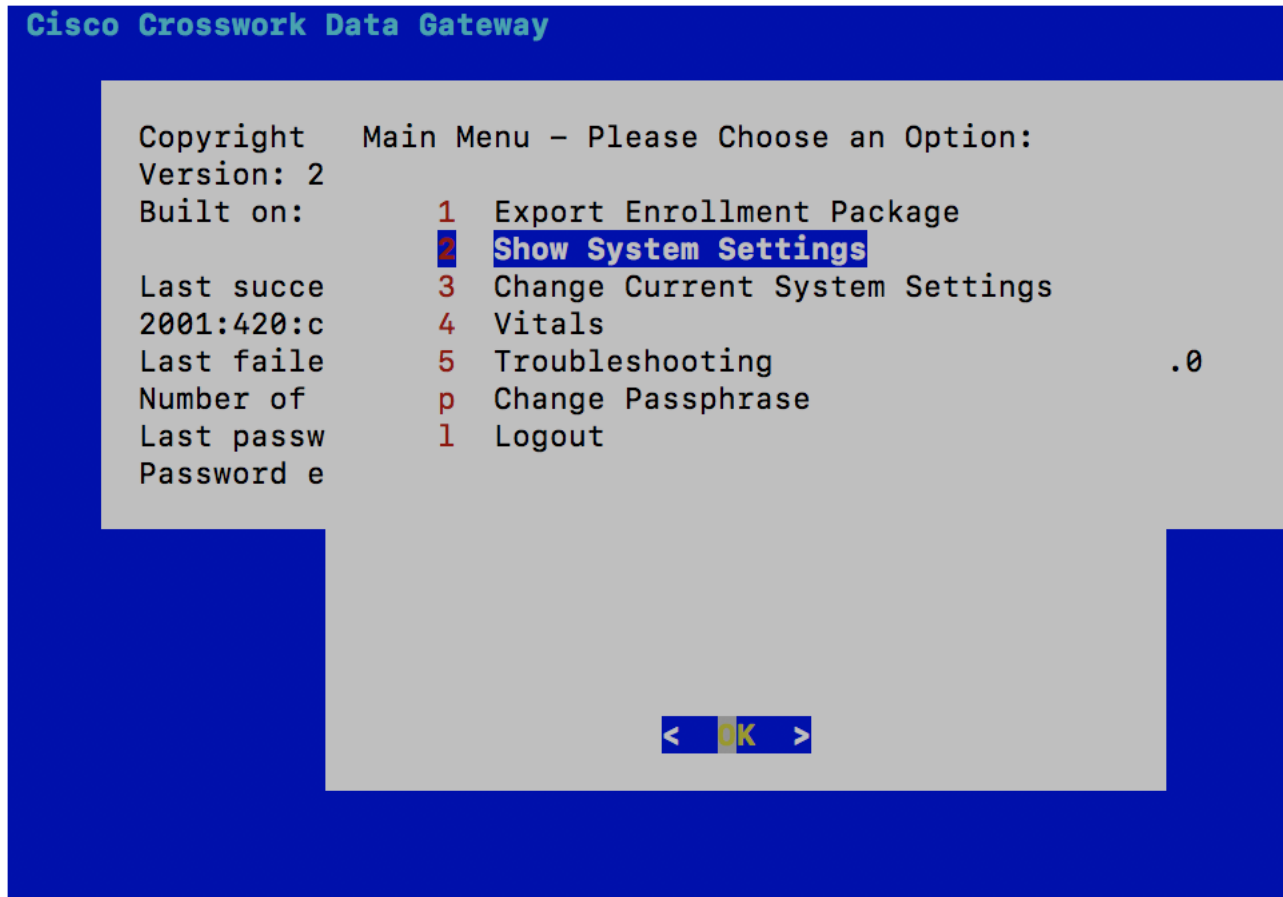 Cisco Crosswork Data Gateway
Copyright
Version: 2
Built on:
Last succe
2001:420:c
Last faile
.0
Number of
Last passw
Password e
Main Menu – Please Choose an Option:
1 Export Enrollment Package
2 Show System Settings
3 Change Current System Settings
4 Vitals
5 Troubleshooting
p Change Passphrase
l Logout
< OK >